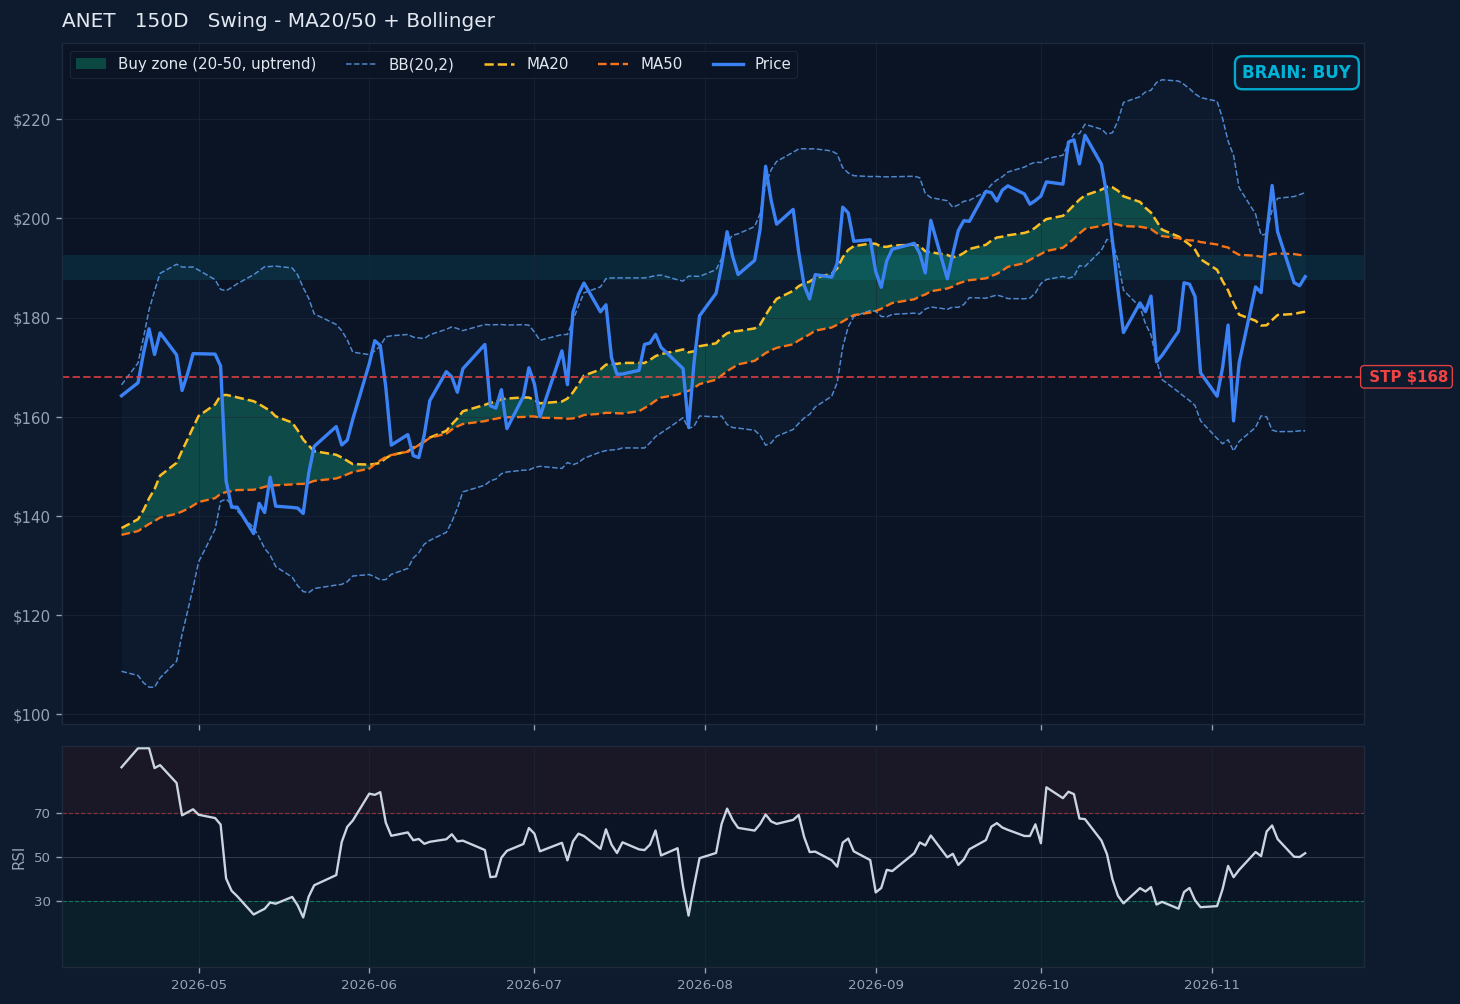 ANET   150D   Swing - MA20/50 + Bollinger
Buy zone (20-50, uptrend)   BB(20,2)   MA20   MA50   Price
BRAIN: BUY
$220
$200
$180
STP $168
$160
$140
$120
$100
70
50
30
RSI
2026-05   2026-06   2026-07   2026-08   2026-09   2026-10   2026-11